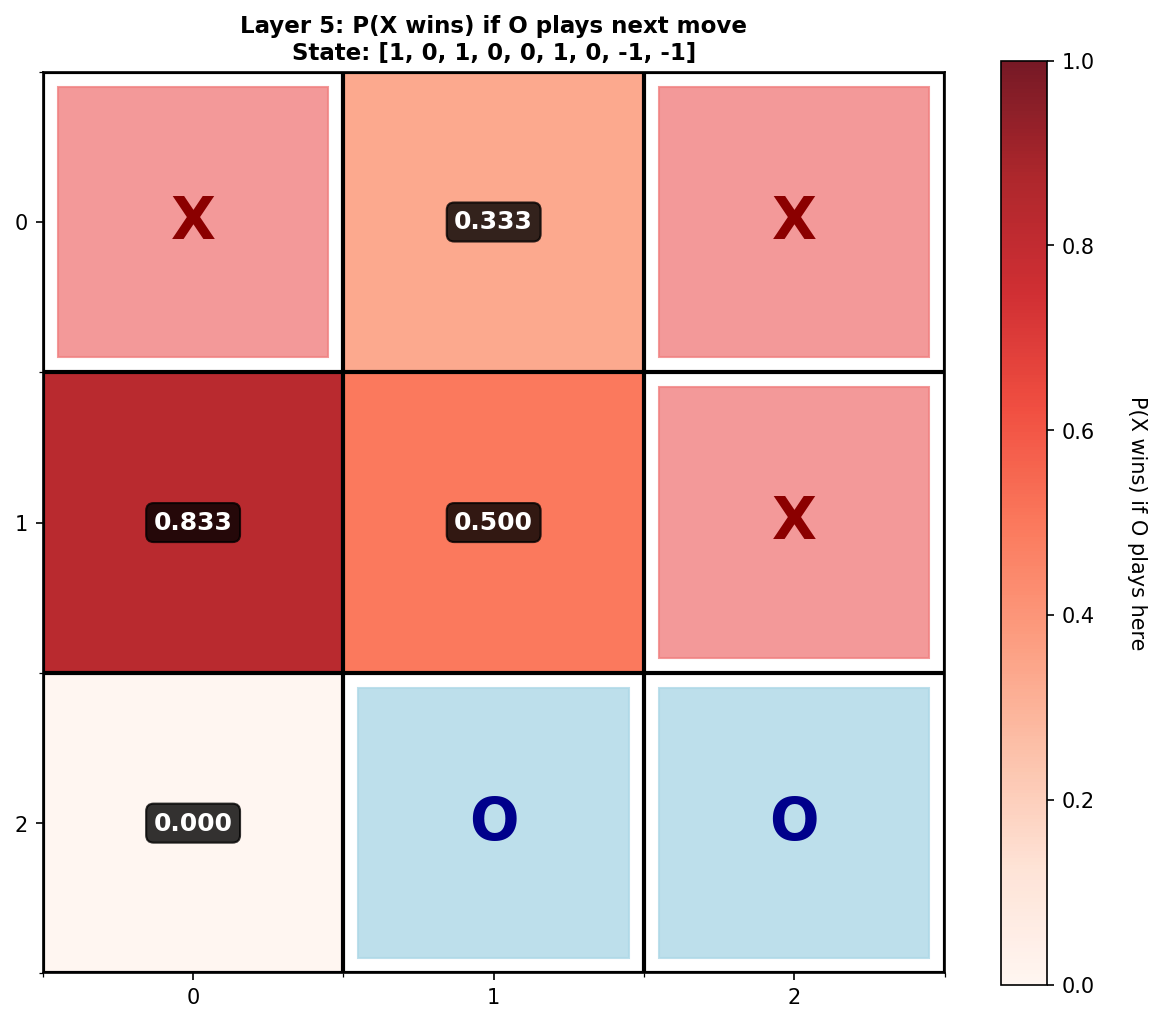 Layer 5: P(X wins) if O plays next move
State: [1, 0, 1, 0, 0, 1, 0, -1, -1]
0
X
0.333
X
1
0.833
0.500
X
2
0.000
O
O
0
1
2
1.0
0.8
0.6
0.4
0.2
0.0
P(X wins) if O plays here